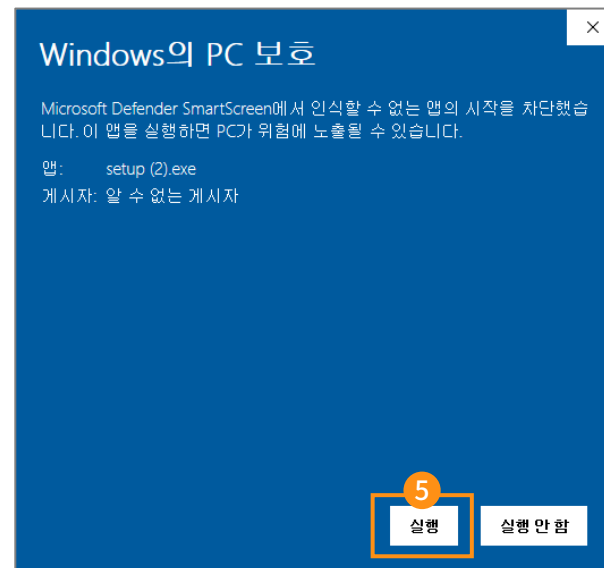 Windows의 PC 보호
Microsoft Defender SmartScreen에서 인식할 수 없는 앱의 시작을 차단했습
니다. 이 앱을 실행하면 PC가 위험에 노출될 수 있습니다.
앱: setup (2).exe
게시자: 알 수 없는 게시자
5
실행 실행 안 함